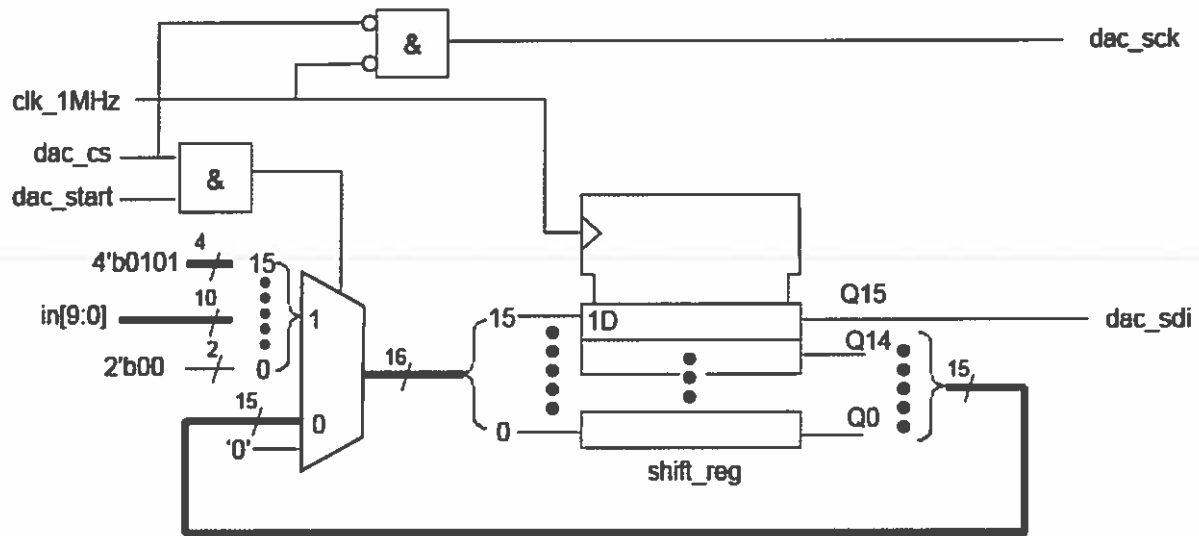 &
dac_sck
clk_1MHz
dac_cs
&
dac_start
4'b0101
4
15
in[9:0]
10
1
2'b00
2
0
15
0
'0'
16
15
1D
Q15
dac_sdi
Q14
15
0
Q0
shift_reg